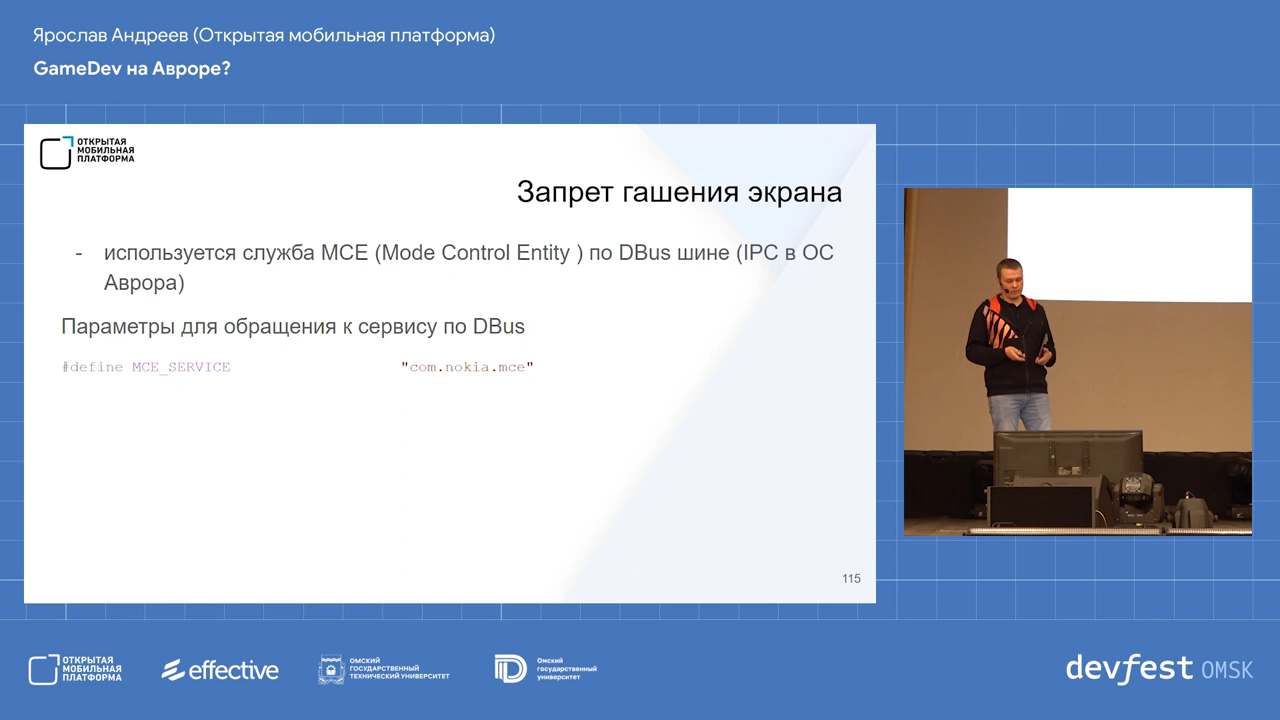 Ярослав Андреев (Открытая мобильная платформа)
GameDev на Авроре?
ОТКРЫТАЯ
МОБИЛЬНАЯ
ПЛАТФОРМА
Запрет гашения экрана
- используется служба MCE (Mode Control Entity ) по DBus шине (IPC в ОС
Аврора)
Параметры для обращения к сервису по DBus
#define MCE_SERVICE "com.nokia.mce"
115
ОТКРЫТАЯ
МОБИЛЬНАЯ
ПЛАТФОРМА
effective
ОМСКИЙ
ГОСУДАРСТВЕННЫЙ
ТЕХНИЧЕСКИЙ УНИВЕРСИТЕТ
Омский
государственный
университет
devfest OMSK